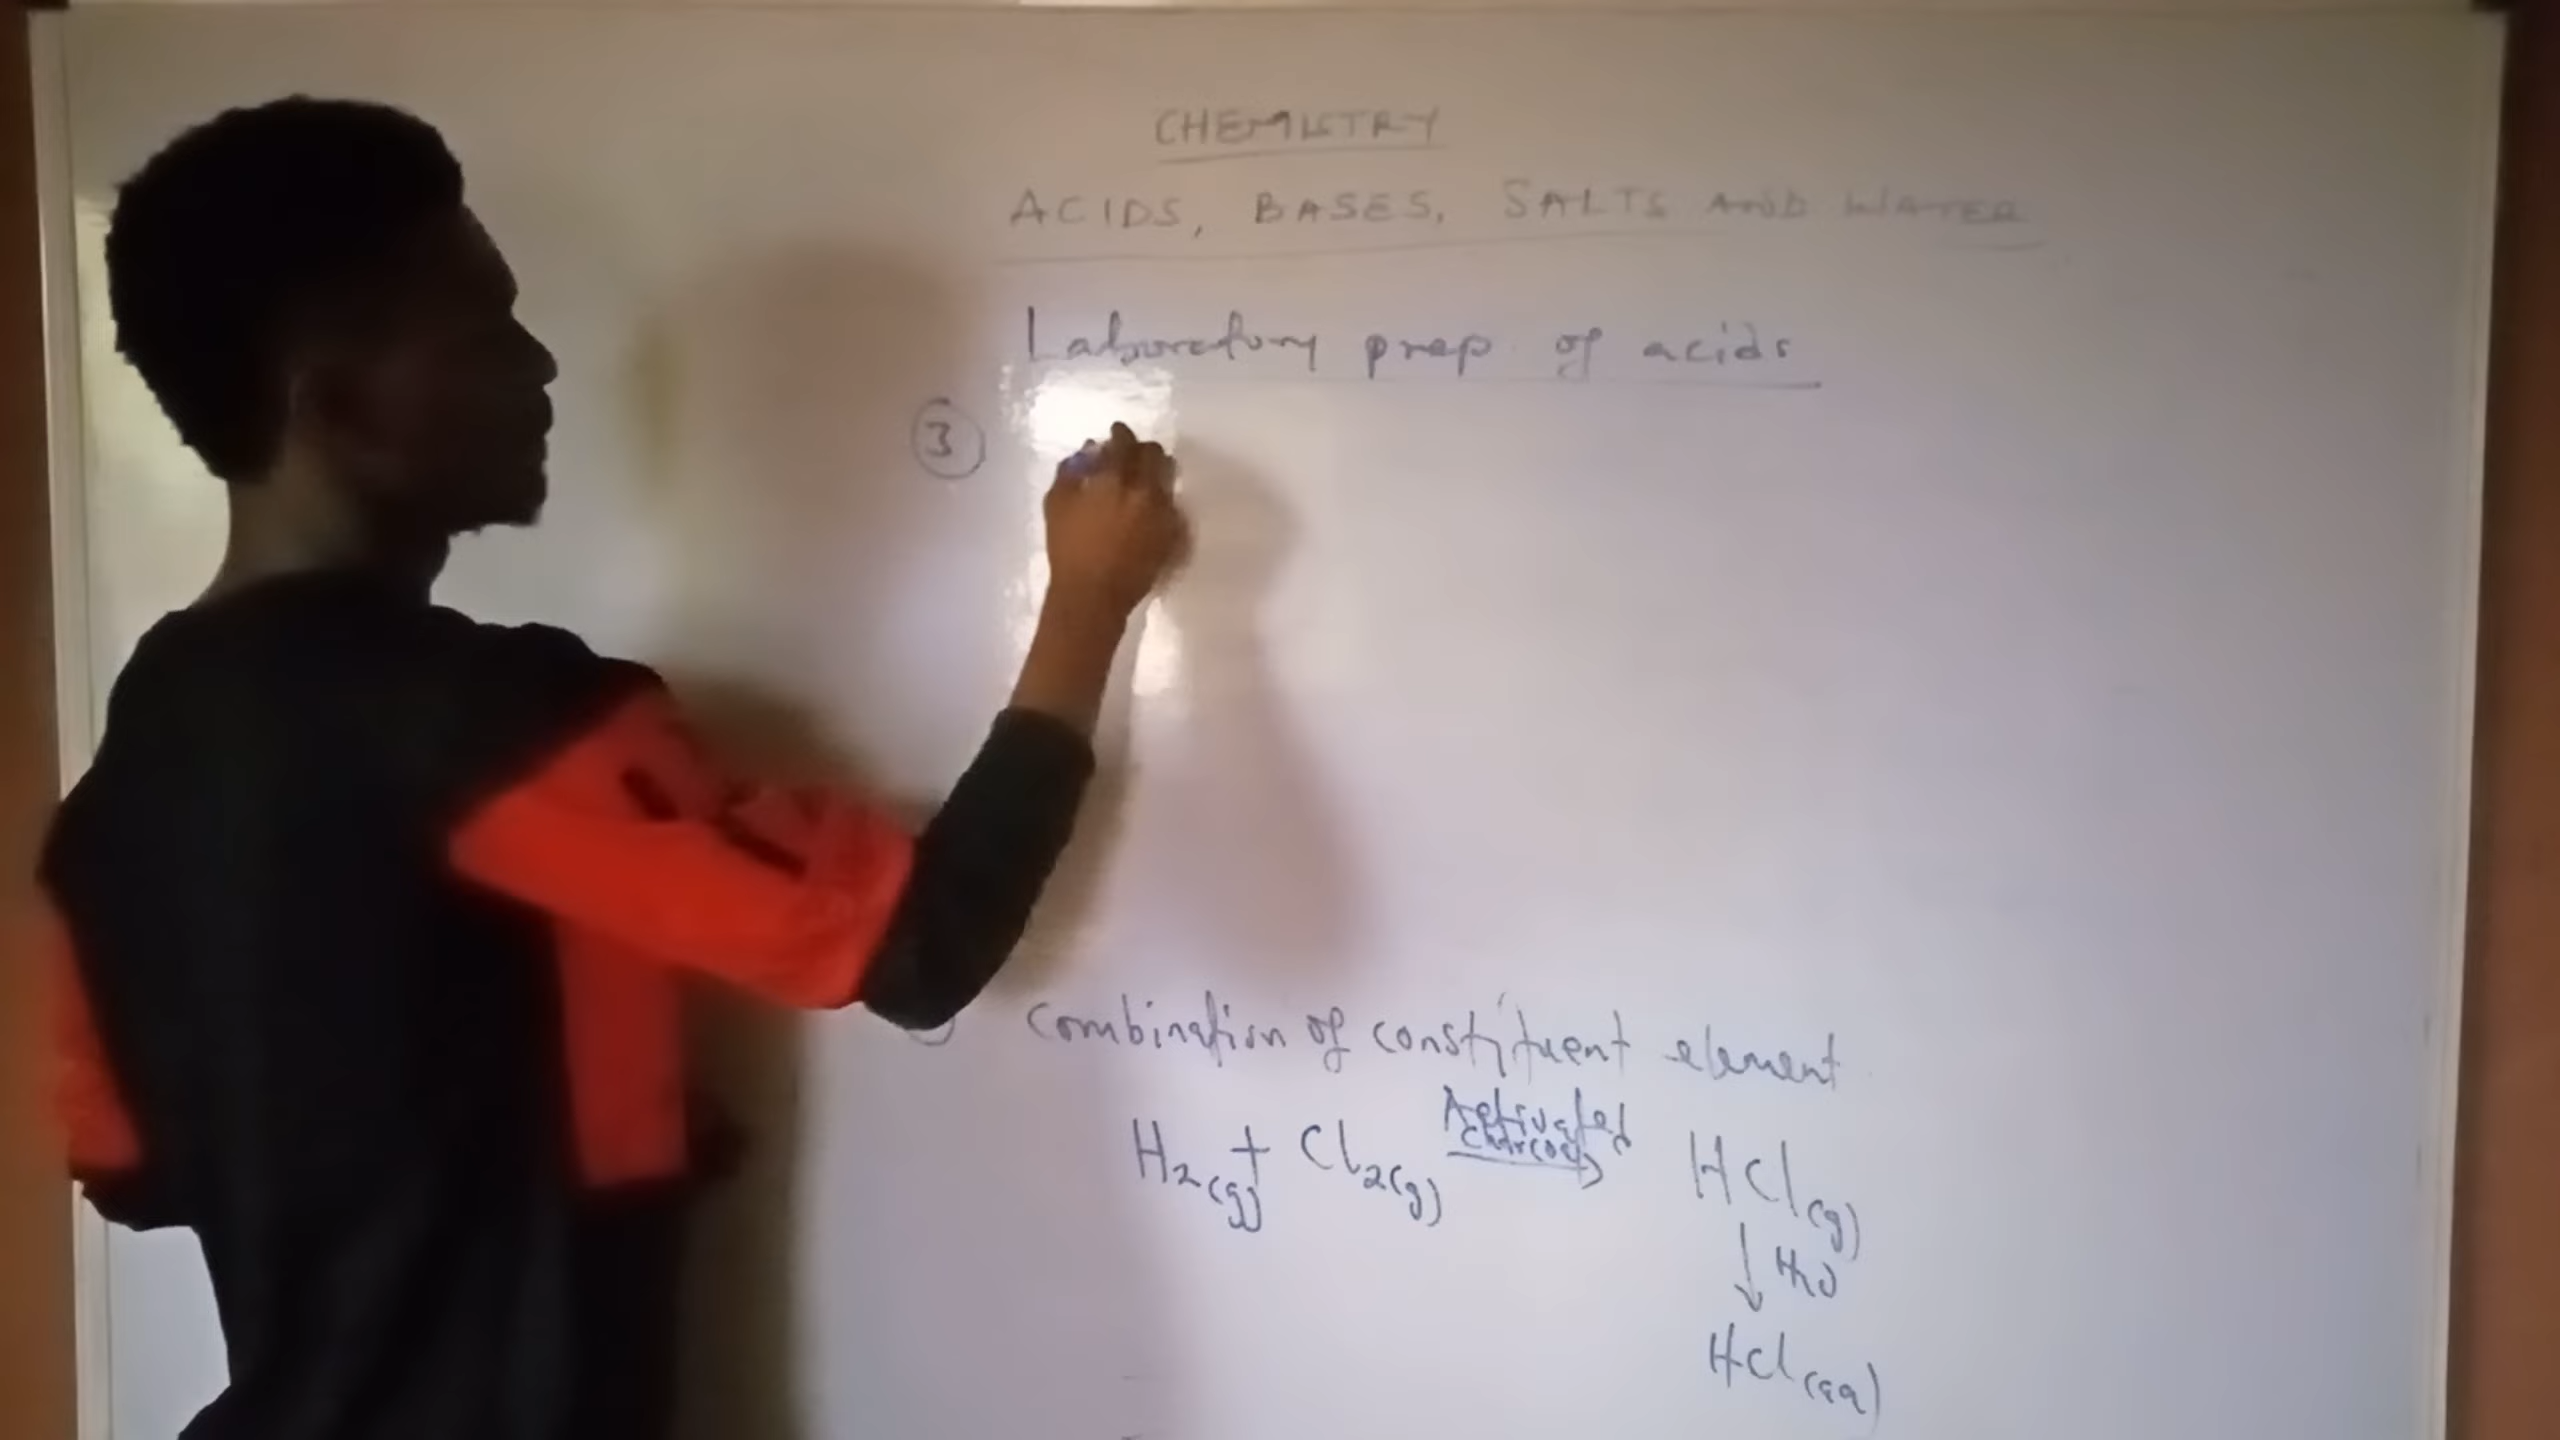 CHEMISTRY
ACIDS, BASES, SALTS AND WATER
Laboratory prep of acids
3
combination of constituent element
Activated
charcoal
H2(g) + Cl2(g) → HCl(g)
↓ H2O
HCl(aq)